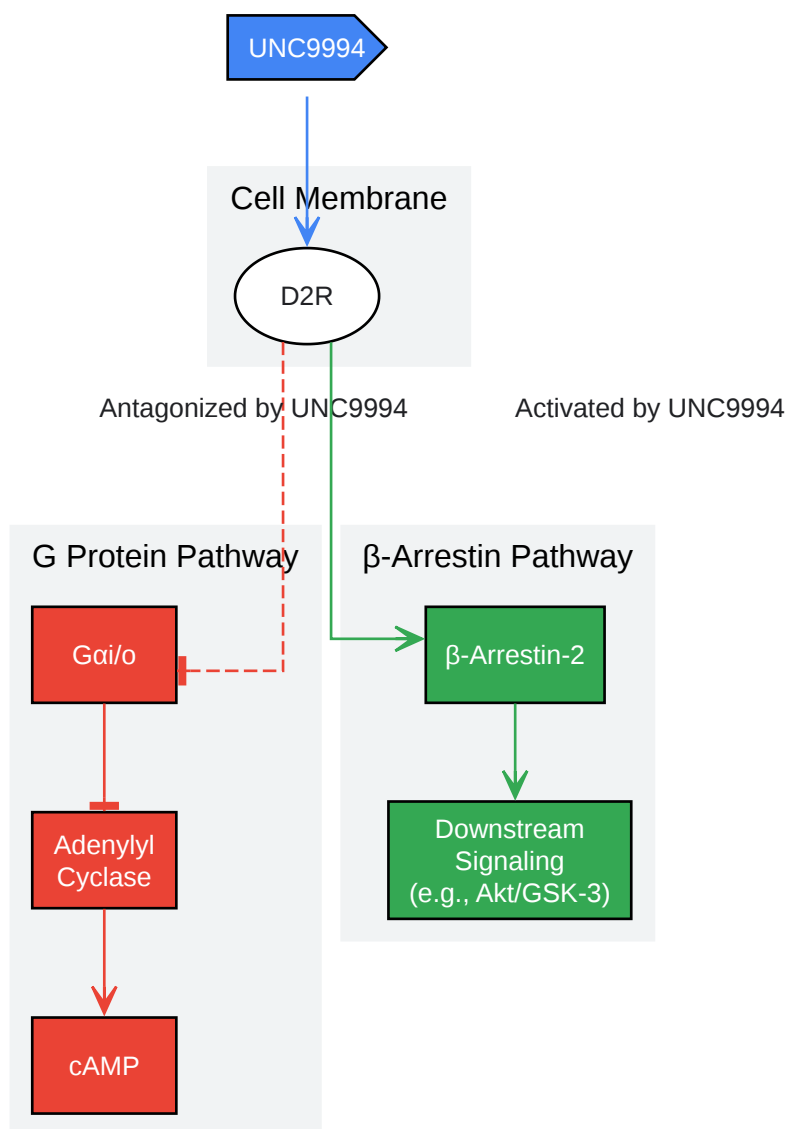 UNC9994
Cell Membrane
D2R
Antagonized by UNC9994
Activated by UNC9994
G Protein Pathway
β-Arrestin Pathway
Gαi/o
β-Arrestin-2
Adenylyl
Cyclase
Downstream
Signaling
(e.g., Akt/GSK-3)
cAMP